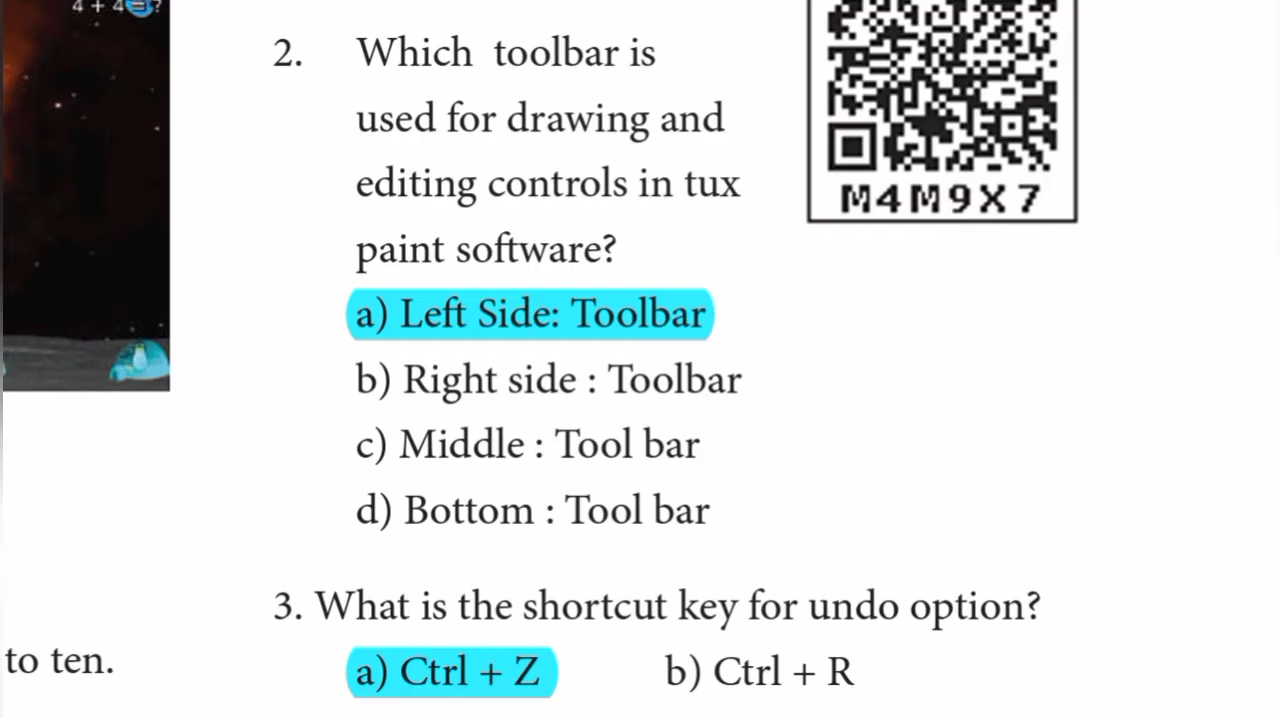 4 + 4 = ?
2. Which toolbar is
used for drawing and
editing controls in tux
paint software?
a) Left Side: Toolbar
b) Right side : Toolbar
c) Middle : Tool bar
d) Bottom : Tool bar
M4M9X7
3. What is the shortcut key for undo option?
a) Ctrl + Z b) Ctrl + R
to ten.